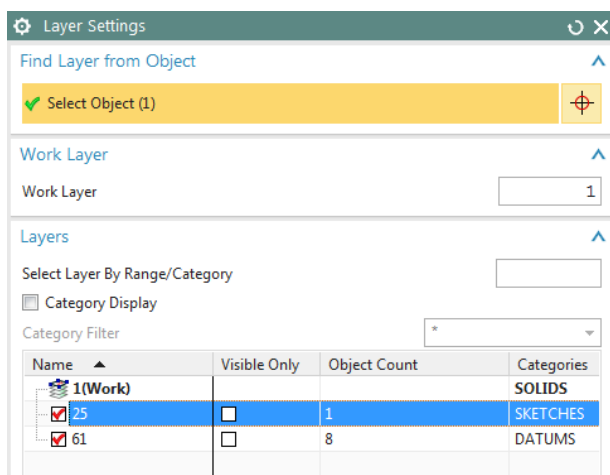 Layer Settings
Find Layer from Object
Select Object (1)
Work Layer
Work Layer 1
Layers
Select Layer By Range/Category
Category Display
Category Filter *
Name Visible Only Object Count Categories
1(Work) SOLIDS
25 1 SKETCHES
61 8 DATUMS